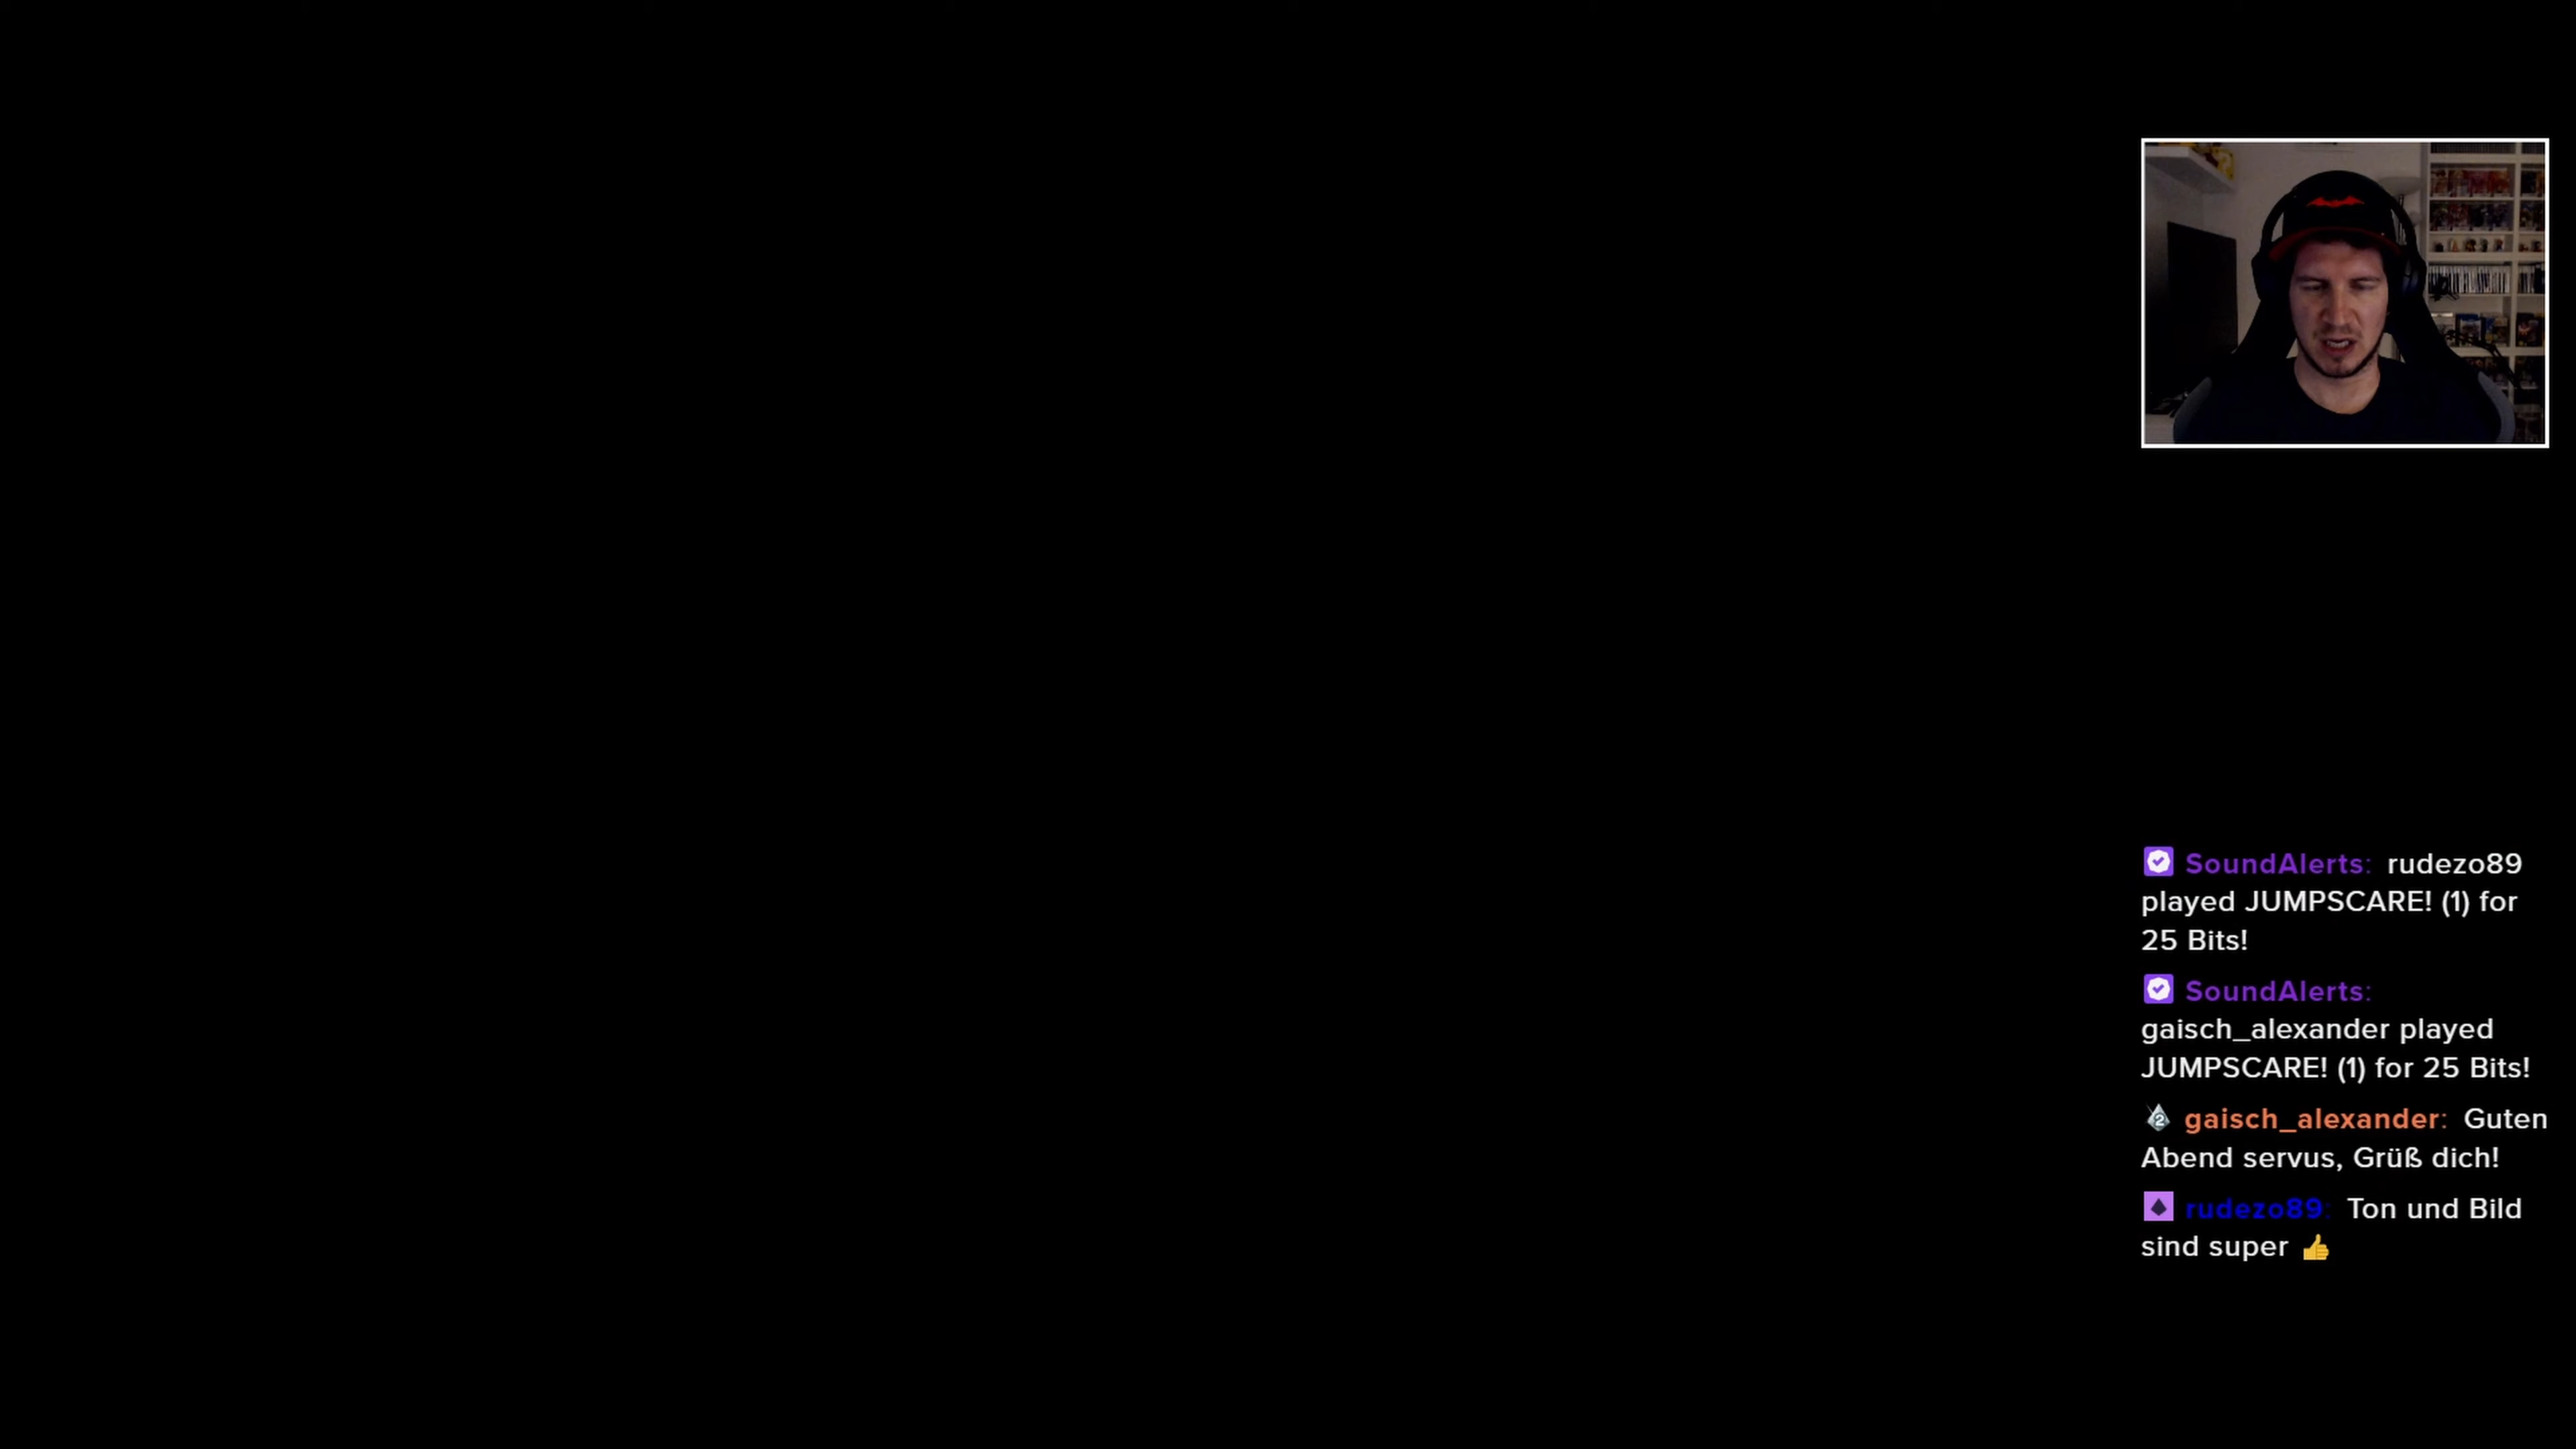 SoundAlerts: rudezo89
played JUMPSCARE! (1) for
25 Bits!
SoundAlerts:
gaisch_alexander played
JUMPSCARE! (1) for 25 Bits!
2 gaisch_alexander: Guten
Abend servus, Grüß dich!
rudezo89: Ton und Bild
sind super 👍